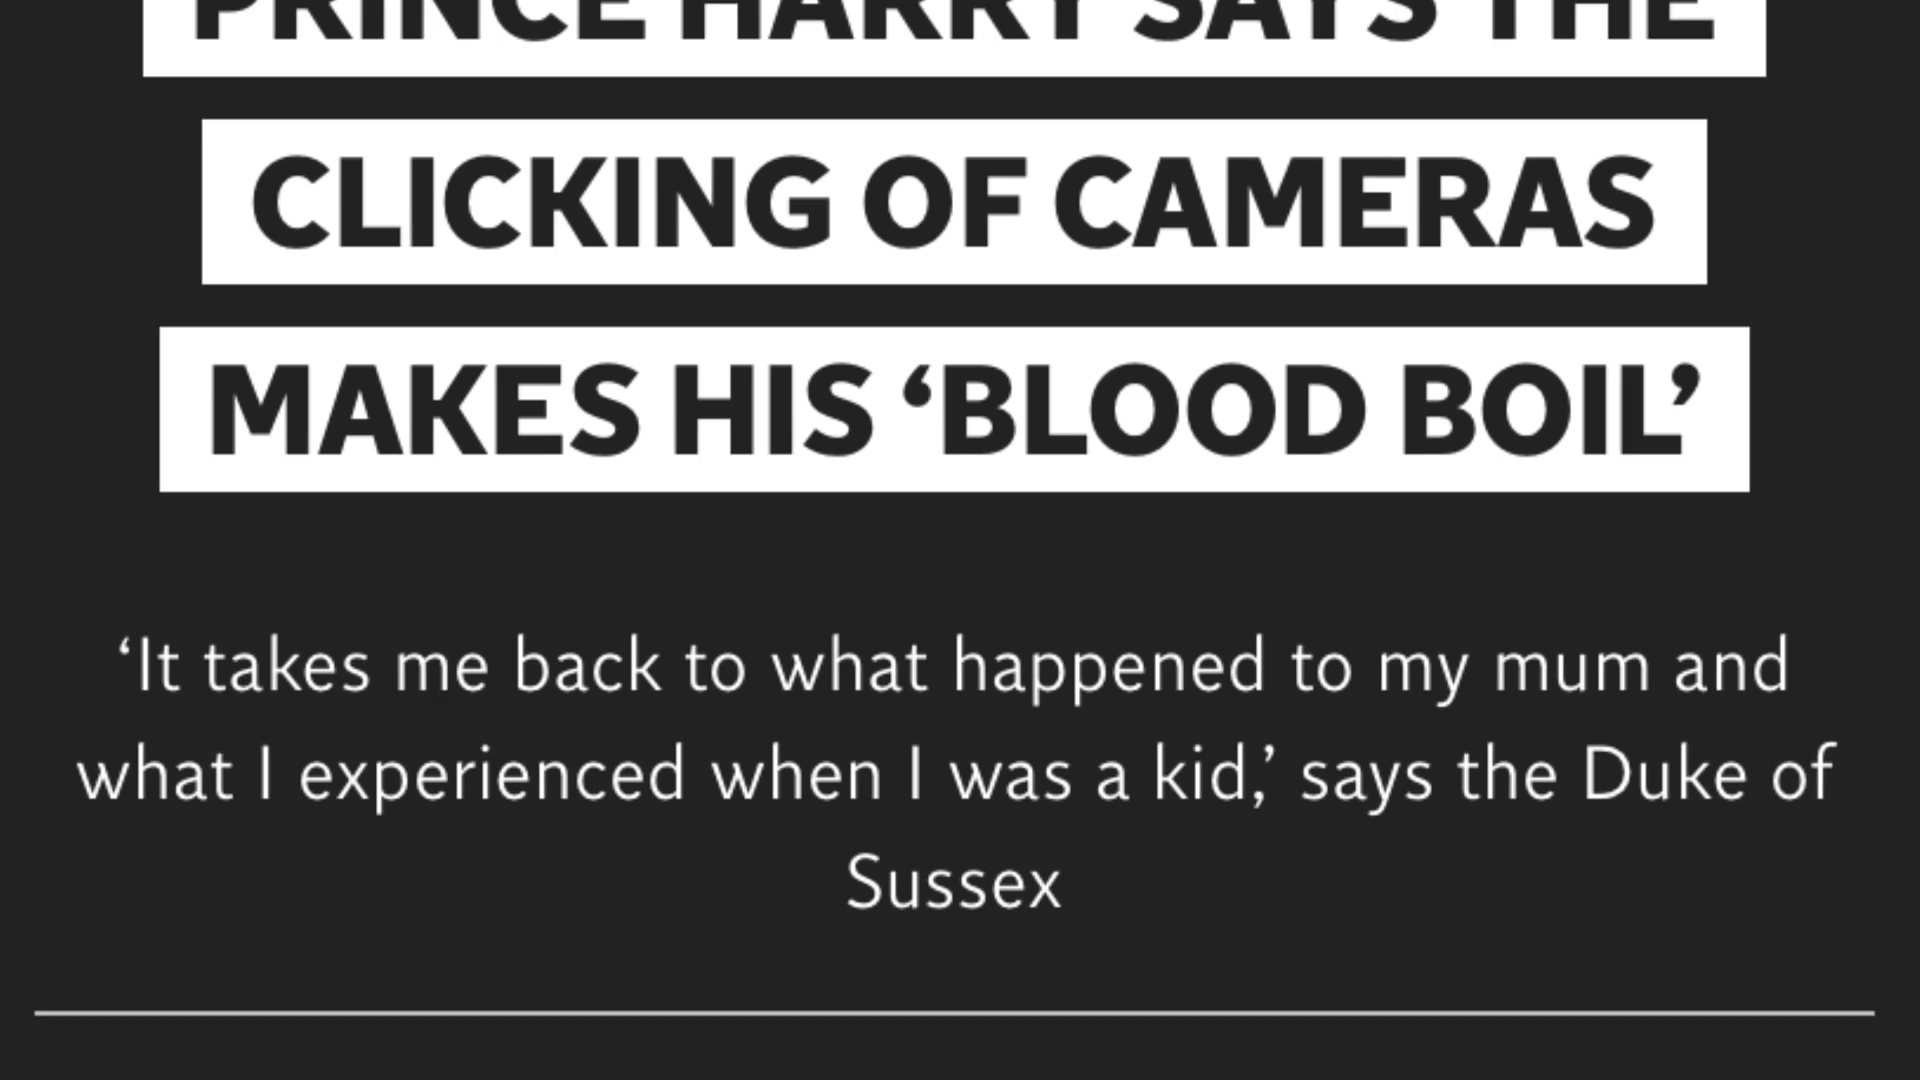 PRINCE HARRY SAYS THE
CLICKING OF CAMERAS
MAKES HIS ‘BLOOD BOIL’
‘It takes me back to what happened to my mum and
what I experienced when I was a kid,’ says the Duke of
Sussex